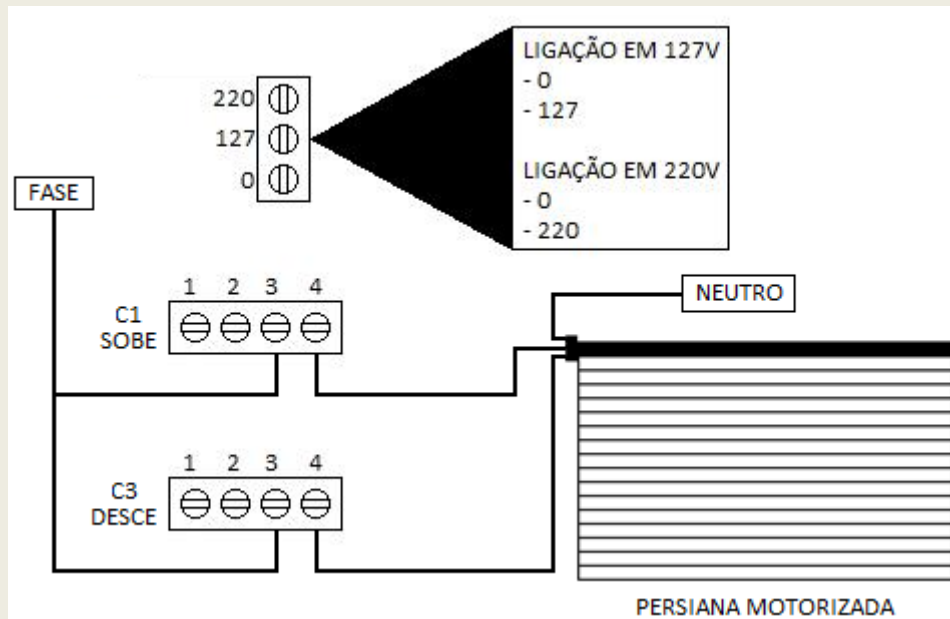 LIGAÇÃO EM 127V
- 0
- 127
LIGAÇÃO EM 220V
- 0
- 220
220
127
0
FASE
1 2 3 4
C1
SOBE
NEUTRO
1 2 3 4
C3
DESCE
PERSIANA MOTORIZADA